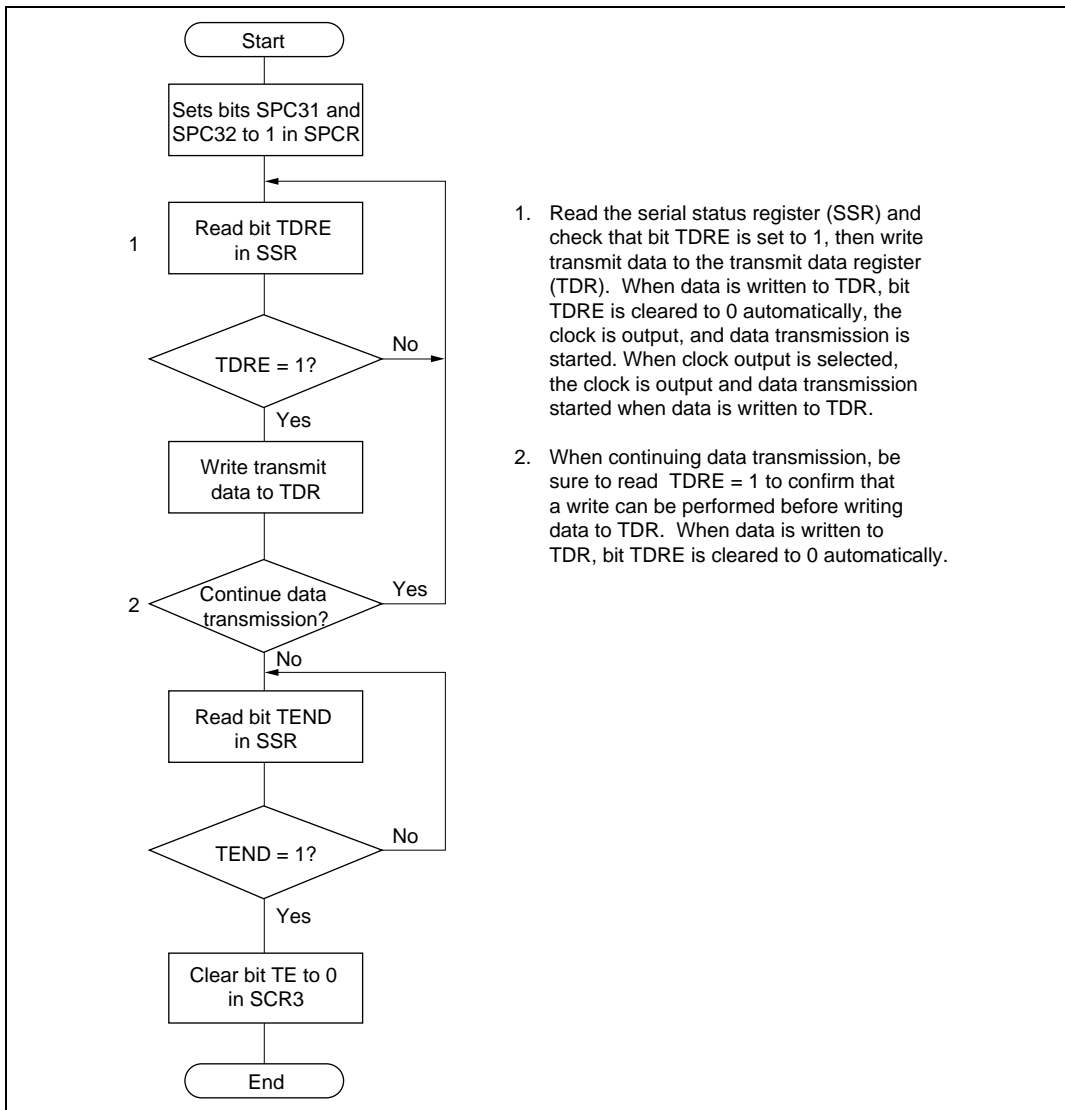 Start
Sets bits SPC31 and
SPC32 to 1 in SPCR
1
Read bit TDRE
in SSR
TDRE = 1?
No
Yes
Write transmit
data to TDR
2
Continue data
transmission?
Yes
No
Read bit TEND
in SSR
TEND = 1?
No
Yes
Clear bit TE to 0
in SCR3
End
1. Read the serial status register (SSR) and
check that bit TDRE is set to 1, then write
transmit data to the transmit data register
(TDR).  When data is written to TDR, bit
TDRE is cleared to 0 automatically, the
clock is output, and data transmission is
started. When clock output is selected,
the clock is output and data transmission
started when data is written to TDR.
2. When continuing data transmission, be
sure to read  TDRE = 1 to confirm that
a write can be performed before writing
data to TDR.  When data is written to
TDR, bit TDRE is cleared to 0 automatically.